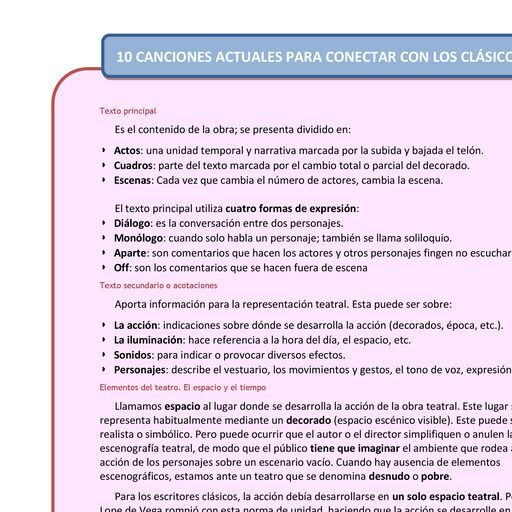 10 CANCIONES ACTUALES PARA CONECTAR CON LOS CLÁSICO
Texto principal
Es el contenido de la obra; se presenta dividido en:
Actos: una unidad temporal y narrativa marcada por la subida y bajada el telón.
Cuadros: parte del texto marcada por el cambio total o parcial del decorado.
Escenas: Cada vez que cambia el número de actores, cambia la escena.
El texto principal utiliza cuatro formas de expresión:
Diálogo: es la conversación entre dos personajes.
Monólogo: cuando solo habla un personaje; también se llama soliloquio.
Aparte: son comentarios que hacen los actores y otros personajes fingen no escuchar
Off: son los comentarios que se hacen fuera de escena
Texto secundario o acotaciones
Aporta información para la representación teatral. Esta puede ser sobre:
La acción: indicaciones sobre dónde se desarrolla la acción (decorados, época, etc.).
La iluminación: hace referencia a la hora del día, el espacio, etc.
Sonidos: para indicar o provocar diversos efectos.
Personajes: describe el vestuario, los movimientos y gestos, el tono de voz, expresión
Elementos del teatro. El espacio y el tiempo
Llamamos espacio al lugar donde se desarrolla la acción de la obra teatral. Este lugar
representa habitualmente mediante un decorado (espacio escénico visible). Este puede s
realista o simbólico. Pero puede ocurrir que el autor o el director simplifiquen o anulen la
escenografía teatral, de modo que el público tiene que imaginar el ambiente que rodea a
acción de los personajes sobre un escenario vacío. Cuando hay ausencia de elementos
escenográficos, estamos ante un teatro que se denomina desnudo o pobre.
Para los escritores clásicos, la acción debía desarrollarse en un solo espacio teatral. P
Lope de Vega rompió con esta norma de unidad, haciendo que la acción se desarrolle en